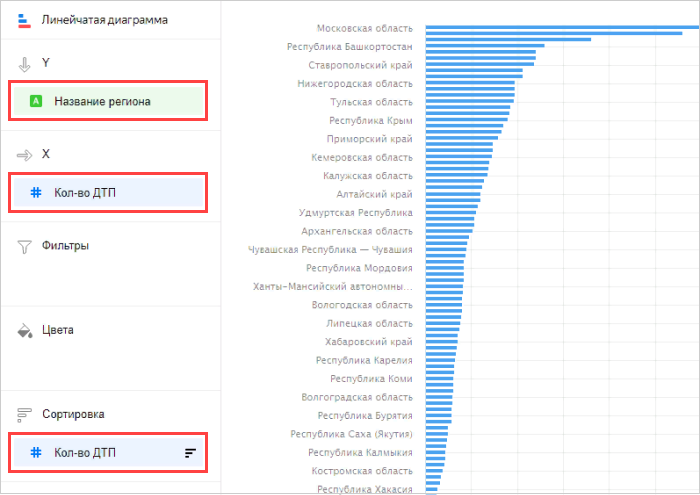 Линейчатая диаграмма
Y
A
Название региона
X
# Кол-во ДТП
Фильтры
Цвета
Сортировка
# Кол-во ДТП
Московская область
Республика Башкортостан
Ставропольский край
Нижегородская область
Тульская область
Республика Крым
Приморский край
Кемеровская область
Калужская область
Алтайский край
Удмуртская Республика
Архангельская область
Чувашская Республика — Чувашия
Республика Мордовия
Ханты-Мансийский автономны...
Вологодская область
Липецкая область
Хабаровский край
Республика Карелия
Республика Коми
Волгоградская область
Республика Бурятия
Республика Саха (Якутия)
Республика Калмыкия
Костромская область
Республика Хакасия